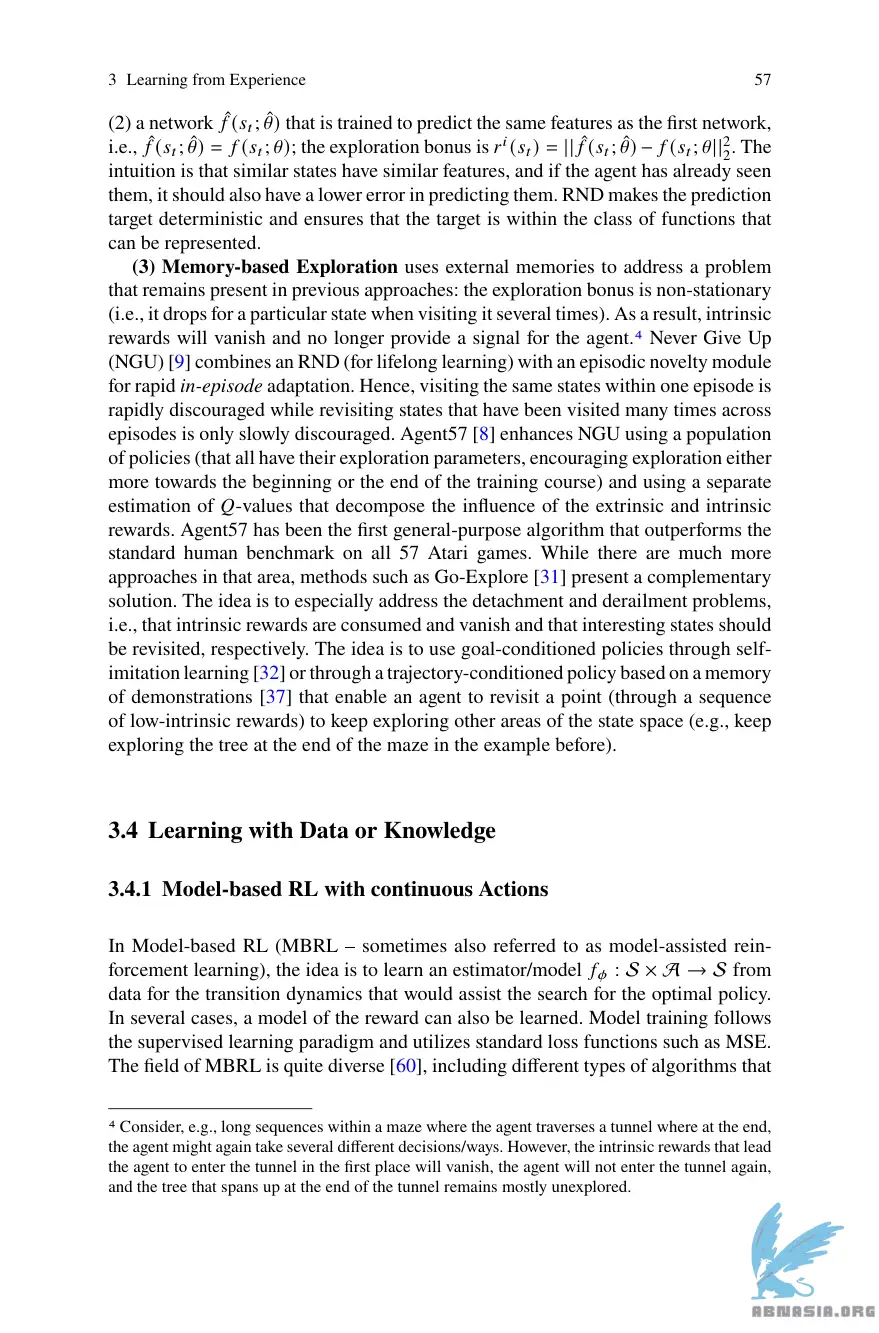 3 Learning from Experience 57
(2) a network f̂(s_t; θ̂) that is trained to predict the same features as the first network,
i.e., f̂(s_t; θ̂) = f(s_t; θ); the exploration bonus is r^i(s_t) = ||f̂(s_t; θ̂) − f(s_t; θ||₂². The
intuition is that similar states have similar features, and if the agent has already seen
them, it should also have a lower error in predicting them. RND makes the prediction
target deterministic and ensures that the target is within the class of functions that
can be represented.
(3) Memory-based Exploration uses external memories to address a problem
that remains present in previous approaches: the exploration bonus is non-stationary
(i.e., it drops for a particular state when visiting it several times). As a result, intrinsic
rewards will vanish and no longer provide a signal for the agent.⁴ Never Give Up
(NGU) [9] combines an RND (for lifelong learning) with an episodic novelty module
for rapid in-episode adaptation. Hence, visiting the same states within one episode is
rapidly discouraged while revisiting states that have been visited many times across
episodes is only slowly discouraged. Agent57 [8] enhances NGU using a population
of policies (that all have their exploration parameters, encouraging exploration either
more towards the beginning or the end of the training course) and using a separate
estimation of Q-values that decompose the influence of the extrinsic and intrinsic
rewards. Agent57 has been the first general-purpose algorithm that outperforms the
standard human benchmark on all 57 Atari games. While there are much more
approaches in that area, methods such as Go-Explore [31] present a complementary
solution. The idea is to especially address the detachment and derailment problems,
i.e., that intrinsic rewards are consumed and vanish and that interesting states should
be revisited, respectively. The idea is to use goal-conditioned policies through self-
imitation learning [32] or through a trajectory-conditioned policy based on a memory
of demonstrations [37] that enable an agent to revisit a point (through a sequence
of low-intrinsic rewards) to keep exploring other areas of the state space (e.g., keep
exploring the tree at the end of the maze in the example before).
3.4 Learning with Data or Knowledge
3.4.1 Model-based RL with continuous Actions
In Model-based RL (MBRL – sometimes also referred to as model-assisted rein-
forcement learning), the idea is to learn an estimator/model f_ϕ : 𝒮 × 𝒜 → 𝒮 from
data for the transition dynamics that would assist the search for the optimal policy.
In several cases, a model of the reward can also be learned. Model training follows
the supervised learning paradigm and utilizes standard loss functions such as MSE.
The field of MBRL is quite diverse [60], including different types of algorithms that
⁴ Consider, e.g., long sequences within a maze where the agent traverses a tunnel where at the end,
the agent might again take several different decisions/ways. However, the intrinsic rewards that lead
the agent to enter the tunnel in the first place will vanish, the agent will not enter the tunnel again,
and the tree that spans up at the end of the tunnel remains mostly unexplored.
ABNASIA.ORG